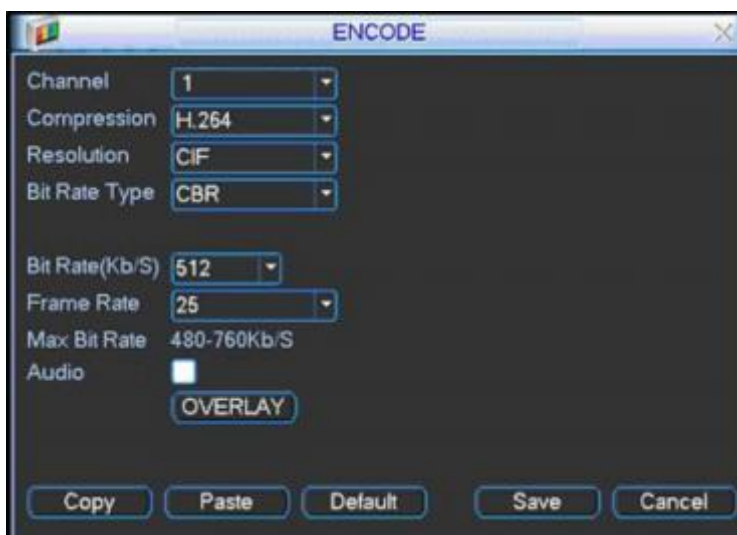 ENCODE
Channel 1
Compression H.264
Resolution CIF
Bit Rate Type CBR
Bit Rate(Kb/S) 512
Frame Rate 25
Max Bit Rate 480-760Kb/S
Audio
OVERLAY
Copy Paste Default Save Cancel